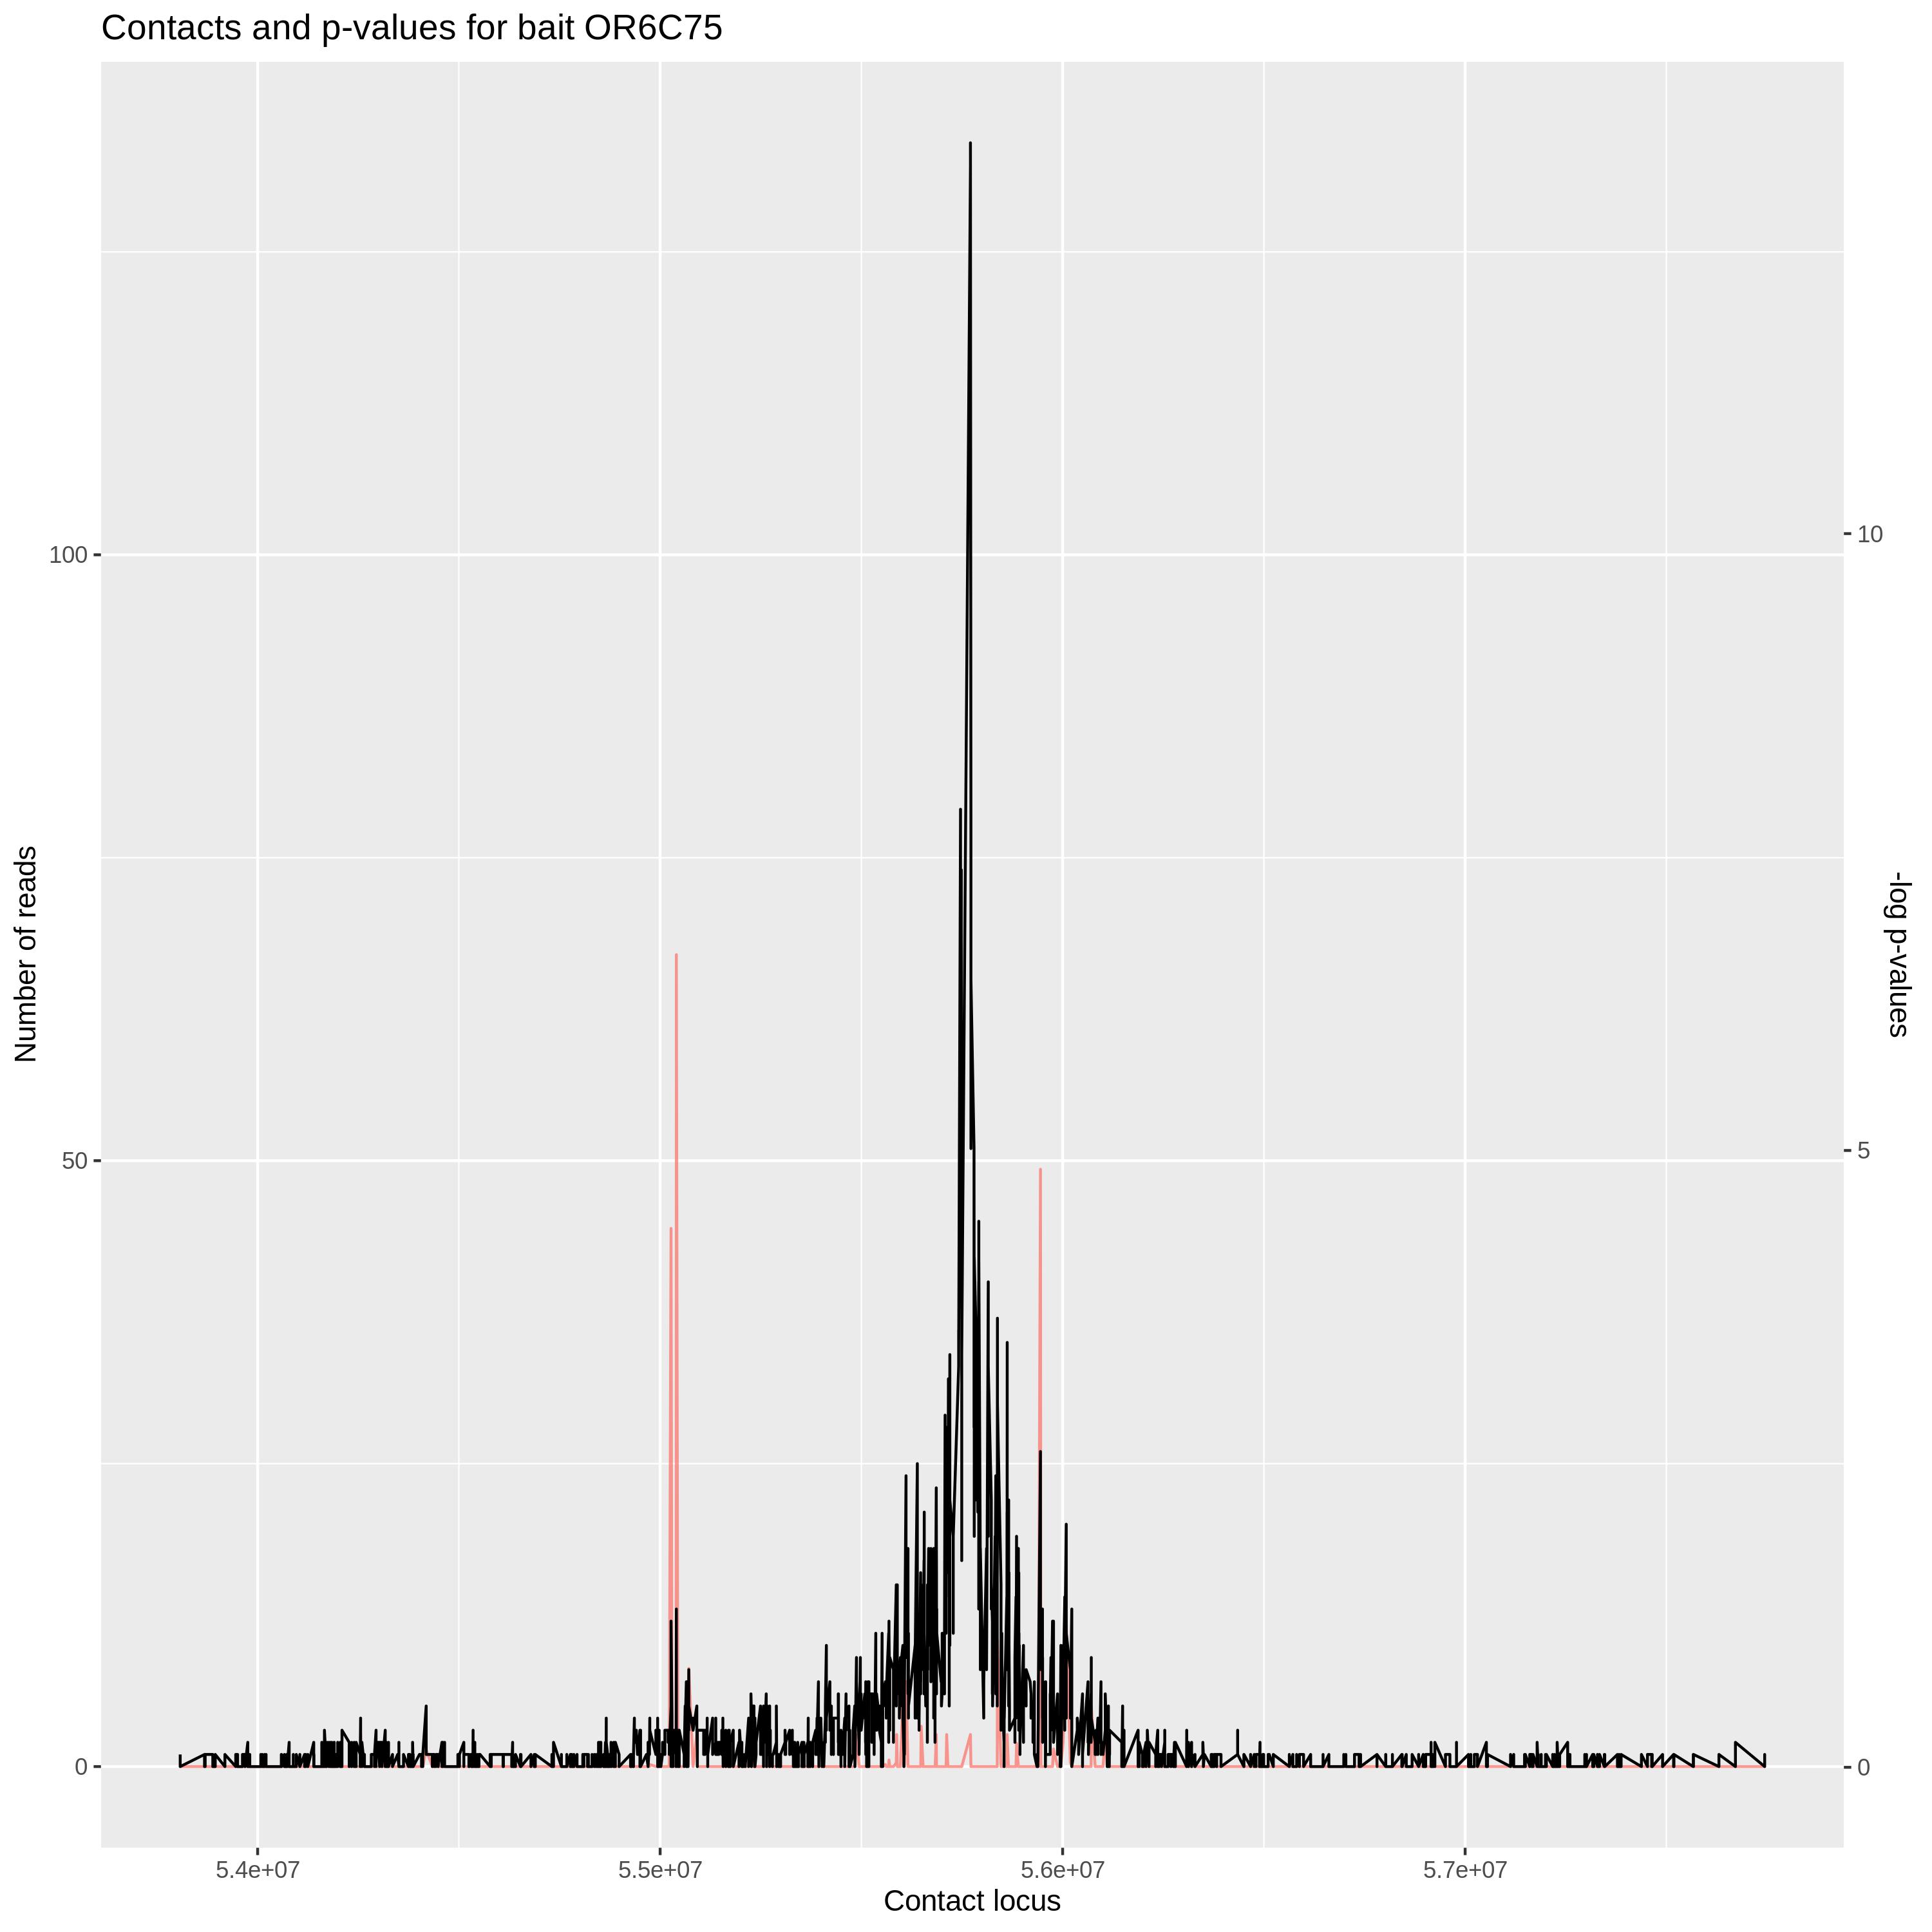 Contacts and p-values for bait OR6C75
Number of reads
100
50
0
10
5
0
-log p-values
5.4e+07
5.5e+07
5.6e+07
5.7e+07
Contact locus